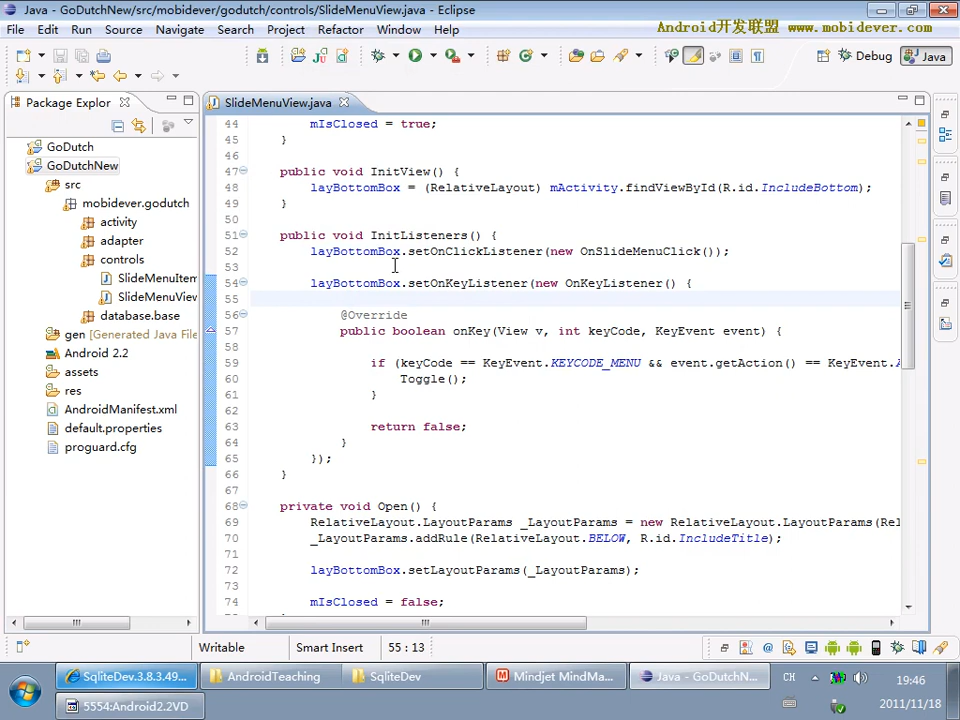 Java - GoDutchNew/src/mobidever/godutch/controls/SlideMenuView.java - Eclipse
File Edit Source Refactor Navigate Search Project Refactor Window Help
Android开发联盟 www.mobidever.com
Debug Java
Package Explor
GoDutch
GoDutchNew
src
mobidever.godutch
activity
adapter
controls
SlideMenuItem
SlideMenuView
database.base
gen [Generated Java File
Android 2.2
assets
res
AndroidManifest.xml
default.properties
proguard.cfg
SlideMenuView.java
44 mIsClosed = true;
45 }
46
47 public void InitView() {
48 layBottomBox = (RelativeLayout) mActivity.findViewById(R.id.IncludeBottom);
49 }
50
51 public void InitListeners() {
52 layBottomBox.setOnClickListener(new OnSlideMenuClick());
53
54 layBottomBox.setOnKeyListener(new OnKeyListener() {
55
56 @Override
57 public boolean onKey(View v, int keyCode, KeyEvent event) {
58
59 if (keyCode == KeyEvent.KEYCODE_MENU && event.getAction() == KeyEvent.A
60 Toggle();
61 }
62
63 return false;
64 }
65 });
66 }
67
68 private void Open() {
69 RelativeLayout.LayoutParams _LayoutParams = new RelativeLayout.LayoutParams(Rel
70 _LayoutParams.addRule(RelativeLayout.BELOW, R.id.IncludeTitle);
71
72 layBottomBox.setLayoutParams(_LayoutParams);
73
74 mIsClosed = false;
Writable Smart Insert 55 : 13
SqliteDev.3.8.3.49... AndroidTeaching SqliteDev Mindjet MindMa... Java - GoDutchN... CH 19:46
5554:Android2.2VD 2011/11/18